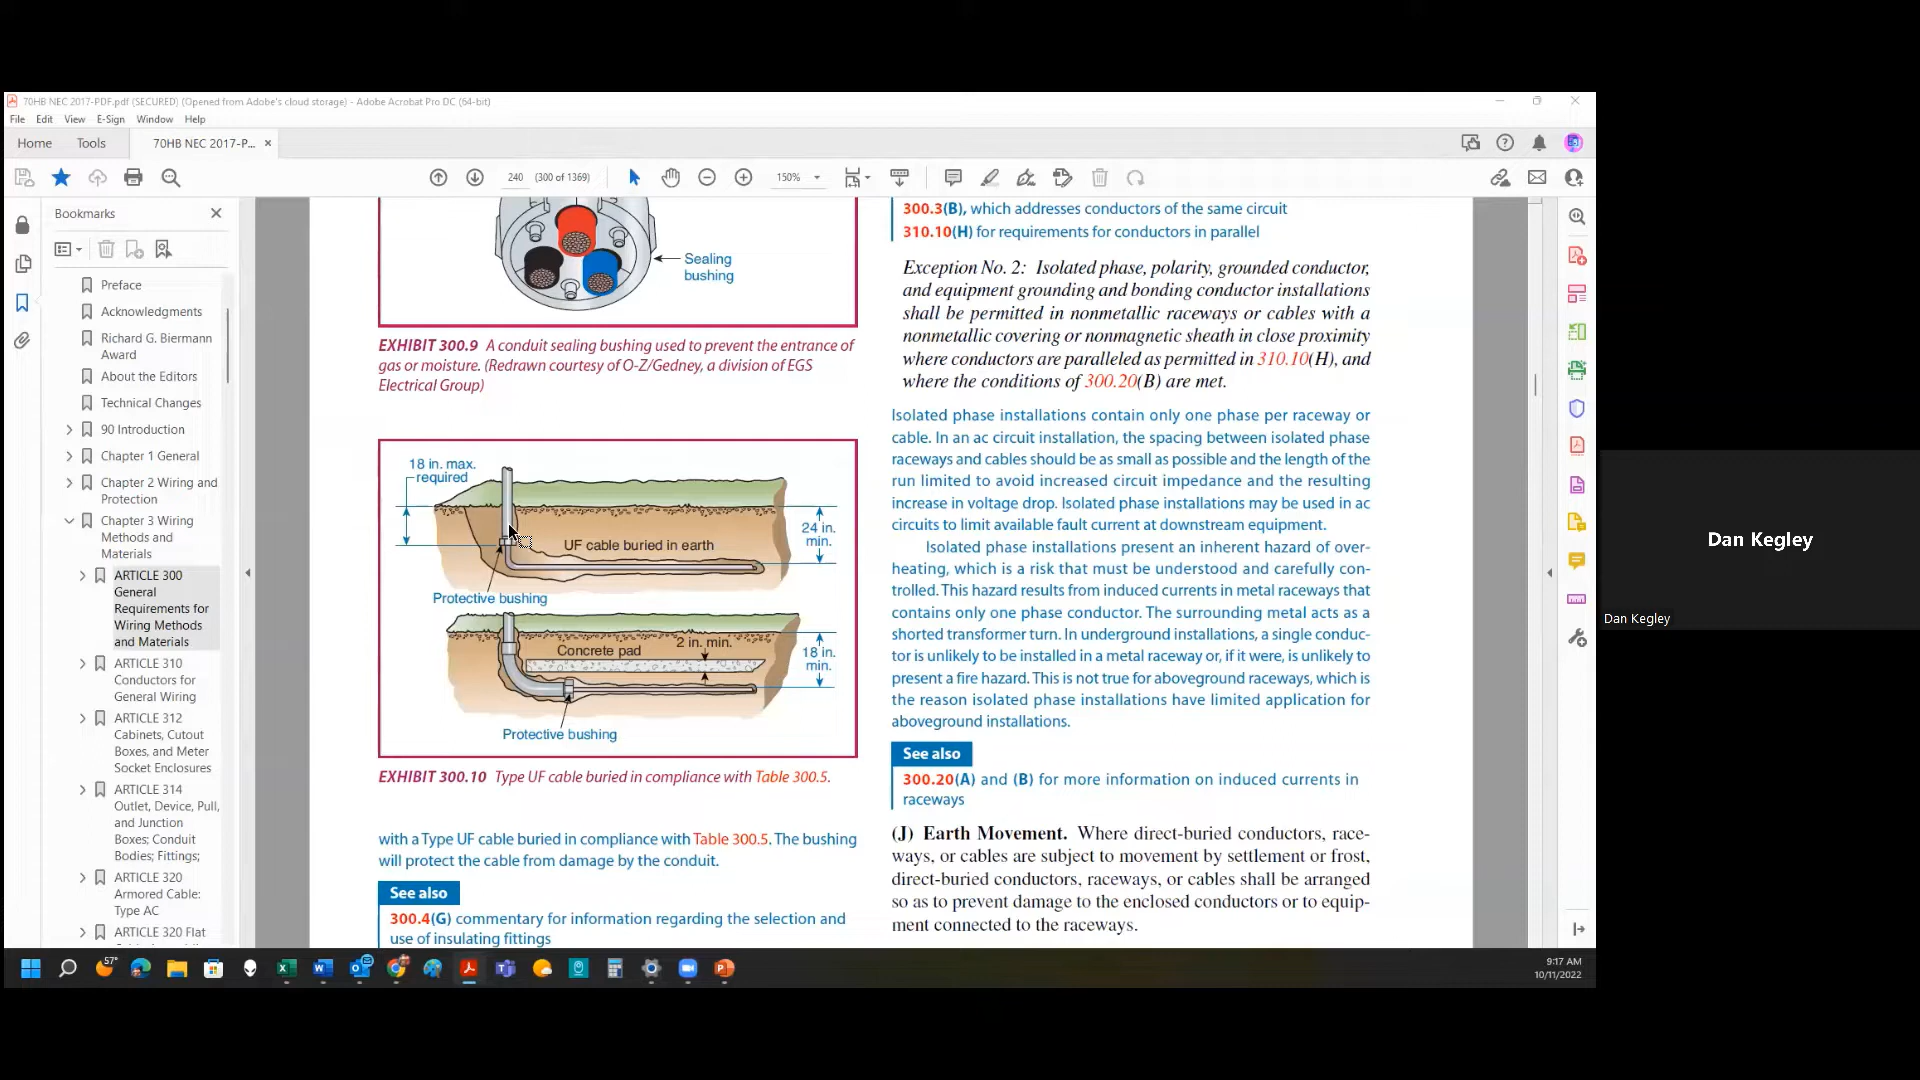 70HB NEC 2017-PDF.pdf (SECURED) (Opened from Adobe's cloud storage) - Adobe Acrobat Pro DC (64-bit)
File Edit View E-Sign Window Help
Home Tools 70HB NEC 2017-P... ×
240 (300 of 1369) 150%
Bookmarks
Preface
Acknowledgments
Richard G. Biermann
Award
About the Editors
Technical Changes
90 Introduction
Chapter 1 General
Chapter 2 Wiring and
Protection
Chapter 3 Wiring
Methods and
Materials
ARTICLE 300
General
Requirements for
Wiring Methods
and Materials
ARTICLE 310
Conductors for
General Wiring
ARTICLE 312
Cabinets, Cutout
Boxes, and Meter
Socket Enclosures
ARTICLE 314
Outlet, Device, Pull,
and Junction
Boxes; Conduit
Bodies; Fittings;
ARTICLE 320
Armored Cable:
Type AC
ARTICLE 320 Flat
Sealing
bushing
EXHIBIT 300.9 A conduit sealing bushing used to prevent the entrance of
gas or moisture. (Redrawn courtesy of O-Z/Gedney, a division of EGS
Electrical Group)
18 in. max.
required
24 in.
min.
UF cable buried in earth
Protective bushing
Concrete pad
2 in. min.
18 in.
min.
Protective bushing
EXHIBIT 300.10 Type UF cable buried in compliance with Table 300.5.
with a Type UF cable buried in compliance with Table 300.5. The bushing
will protect the cable from damage by the conduit.
See also
300.4(G) commentary for information regarding the selection and
use of insulating fittings
300.3(B), which addresses conductors of the same circuit
310.10(H) for requirements for conductors in parallel
Exception No. 2: Isolated phase, polarity, grounded conductor,
and equipment grounding and bonding conductor installations
shall be permitted in nonmetallic raceways or cables with a
nonmetallic covering or nonmagnetic sheath in close proximity
where conductors are paralleled as permitted in 310.10(H), and
where the conditions of 300.20(B) are met.
Isolated phase installations contain only one phase per raceway or
cable. In an ac circuit installation, the spacing between isolated phase
raceways and cables should be as small as possible and the length of the
run limited to avoid increased circuit impedance and the resulting
increase in voltage drop. Isolated phase installations may be used in ac
circuits to limit available fault current at downstream equipment.
Isolated phase installations present an inherent hazard of over-
heating, which is a risk that must be understood and carefully con-
trolled. This hazard results from induced currents in metal raceways that
contains only one phase conductor. The surrounding metal acts as a
shorted transformer turn. In underground installations, a single conduc-
tor is unlikely to be installed in a metal raceway or, if it were, is unlikely to
present a fire hazard. This is not true for aboveground raceways, which is
the reason isolated phase installations have limited application for
aboveground installations.
See also
300.20(A) and (B) for more information on induced currents in
raceways
(J) Earth Movement. Where direct-buried conductors, race-
ways, or cables are subject to movement by settlement or frost,
direct-buried conductors, raceways, or cables shall be arranged
so as to prevent damage to the enclosed conductors or to equip-
ment connected to the raceways.
Dan Kegley
Dan Kegley
57°
9:17 AM
10/11/2022